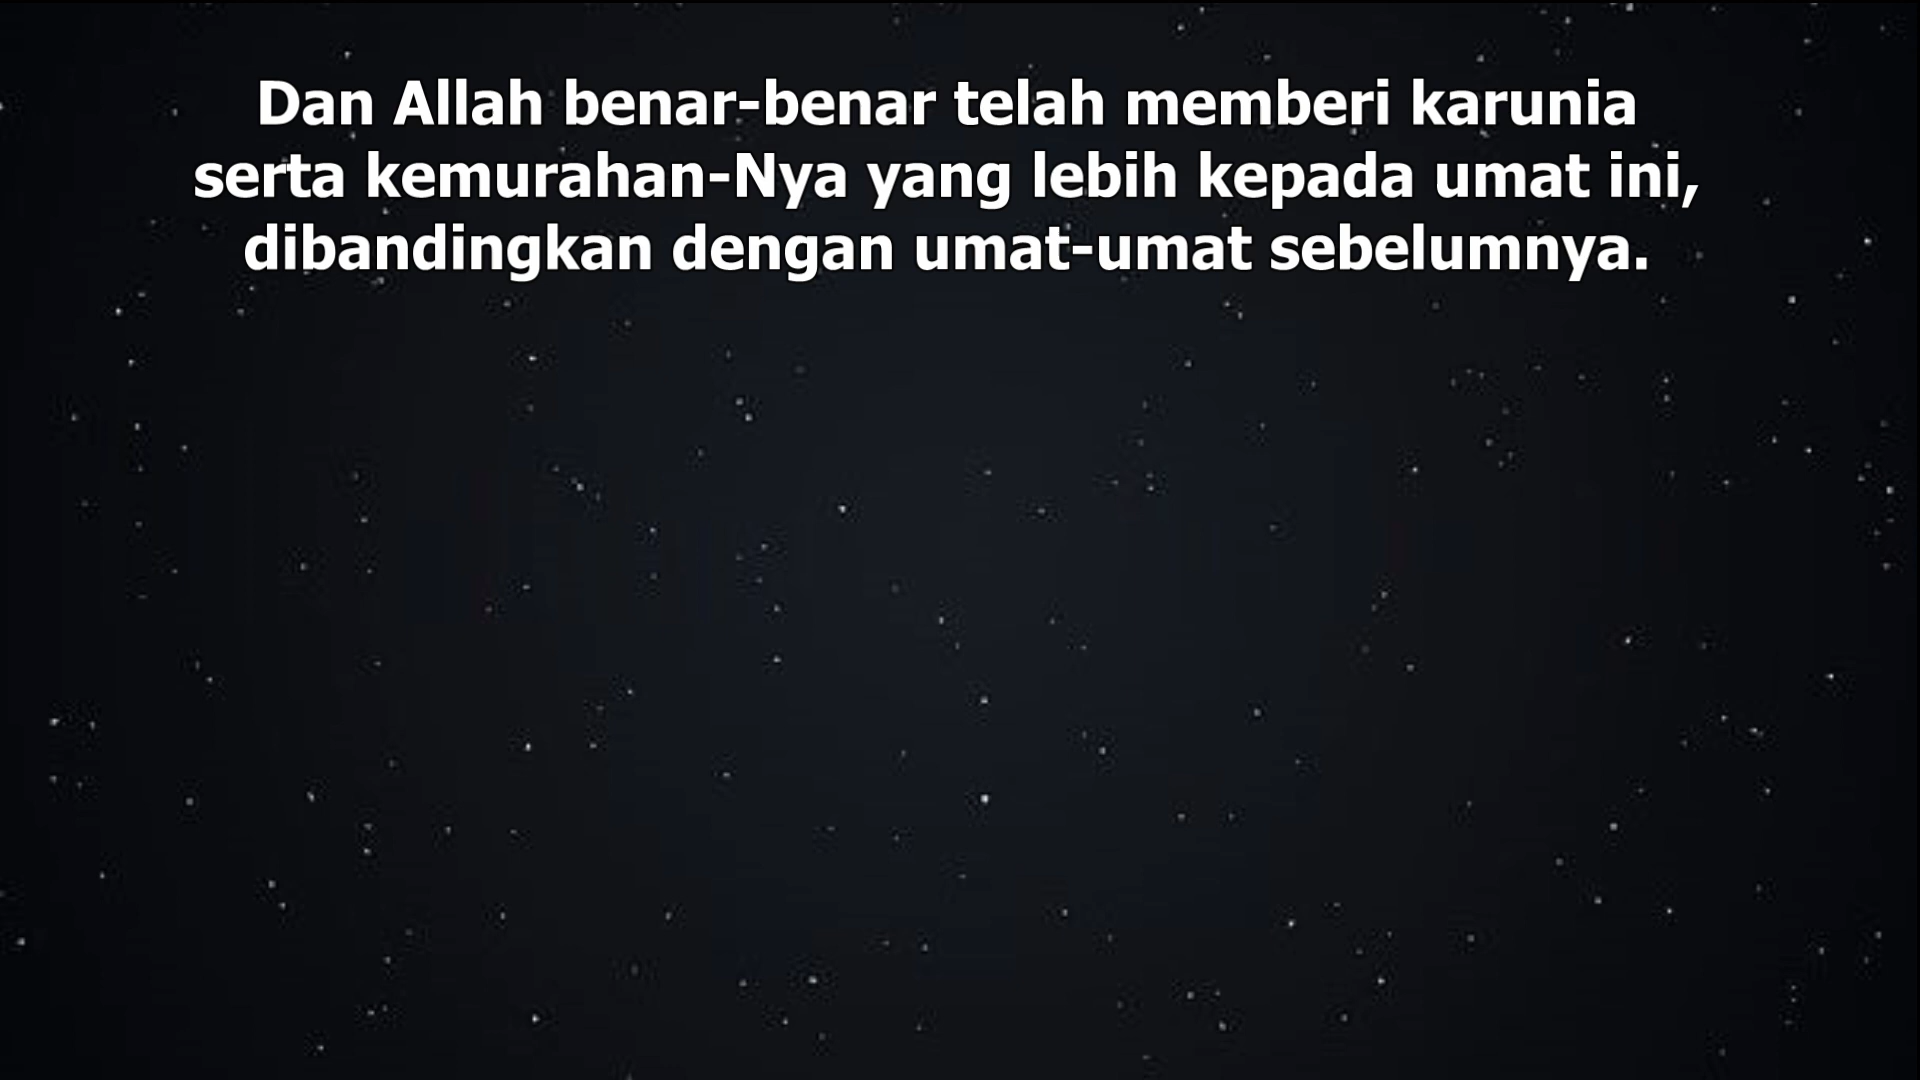 Dan Allah benar-benar telah memberi karunia
serta kemurahan-Nya yang lebih kepada umat ini,
dibandingkan dengan umat-umat sebelumnya.